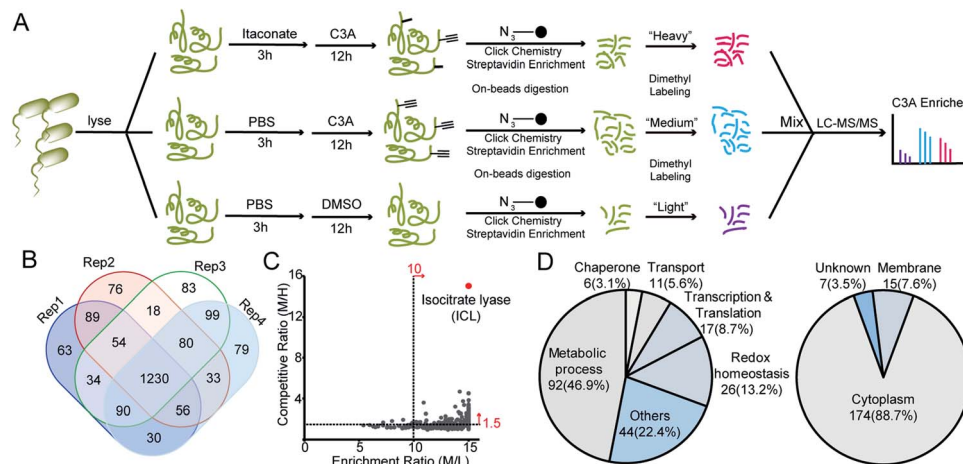 A
lyse
Itaconate
3h
C3A
12h
N3
Click Chemistry
Streptavidin Enrichment
On-beads digestion
"Heavy"
Dimethyl
Labeling
PBS
3h
C3A
12h
N3
Click Chemistry
Streptavidin Enrichment
On-beads digestion
"Medium"
Dimethyl
Labeling
PBS
3h
DMSO
12h
N3
Click Chemistry
Streptavidin Enrichment
"Light"
Mix
LC-MS/MS
C3A Enriche
B
Rep1
Rep2
Rep3
Rep4
76
83
89
18
99
63
54
80
79
34
1230
33
90
56
30
C
Competitive Ratio (M/H)
16
12
8
4
0
0
5
10
15
10
Isocitrate lyase
(ICL)
1.5
Enrichment Ratio (M/L)
D
Chaperone
6(3.1%)
Transport
11(5.6%)
Transcription &
Translation
17(8.7%)
Redox
homeostasis
26(13.2%)
Others
44(22.4%)
Metabolic
process
92(46.9%)
Unknown
7(3.5%)
Membrane
15(7.6%)
Cytoplasm
174(88.7%)